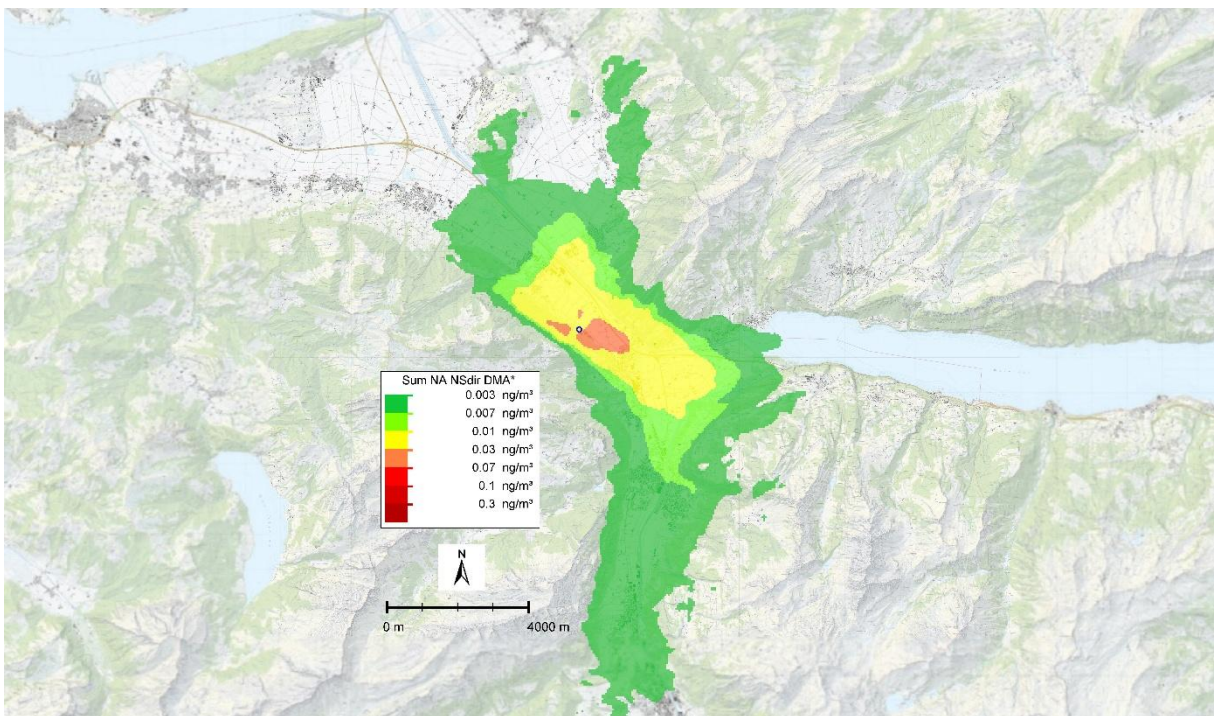 Sum NA NSdir DMA*
0.003 ng/m³
0.007 ng/m³
0.01 ng/m³
0.03 ng/m³
0.07 ng/m³
0.1 ng/m³
0.3 ng/m³
N
0 m 4000 m